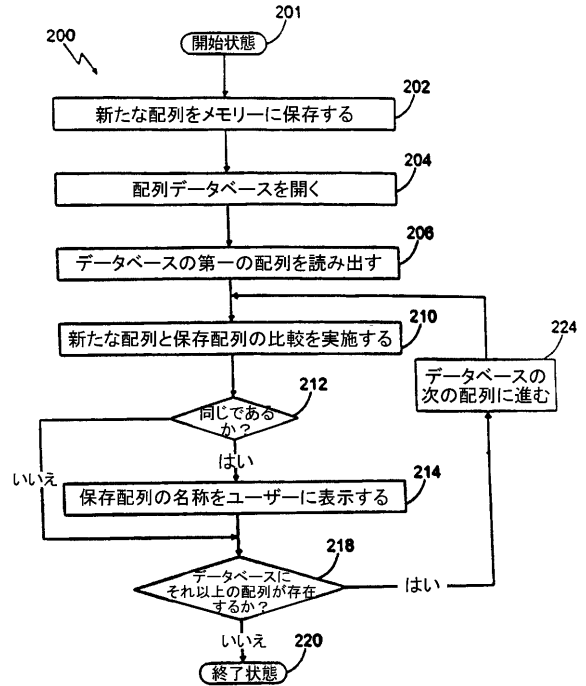 200
201
開始状態
202
新たな配列をメモリーに保存する
204
配列データベースを開く
206
データベースの第一の配列を読み出す
210
新たな配列と保存配列の比較を実施する
224
データベースの
次の配列に進む
212
同じである
か？
いいえ
はい
214
保存配列の名称をユーザーに表示する
218
データベースに
それ以上の配列が存在
するか？
はい
いいえ
220
終了状態